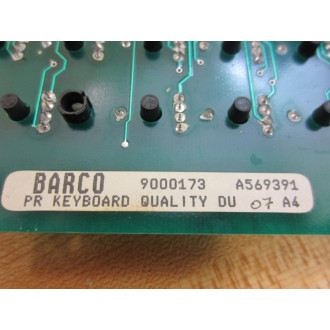 BARCO 9000173 A569391
PR KEYBOARD QUALITY DU 07 A4